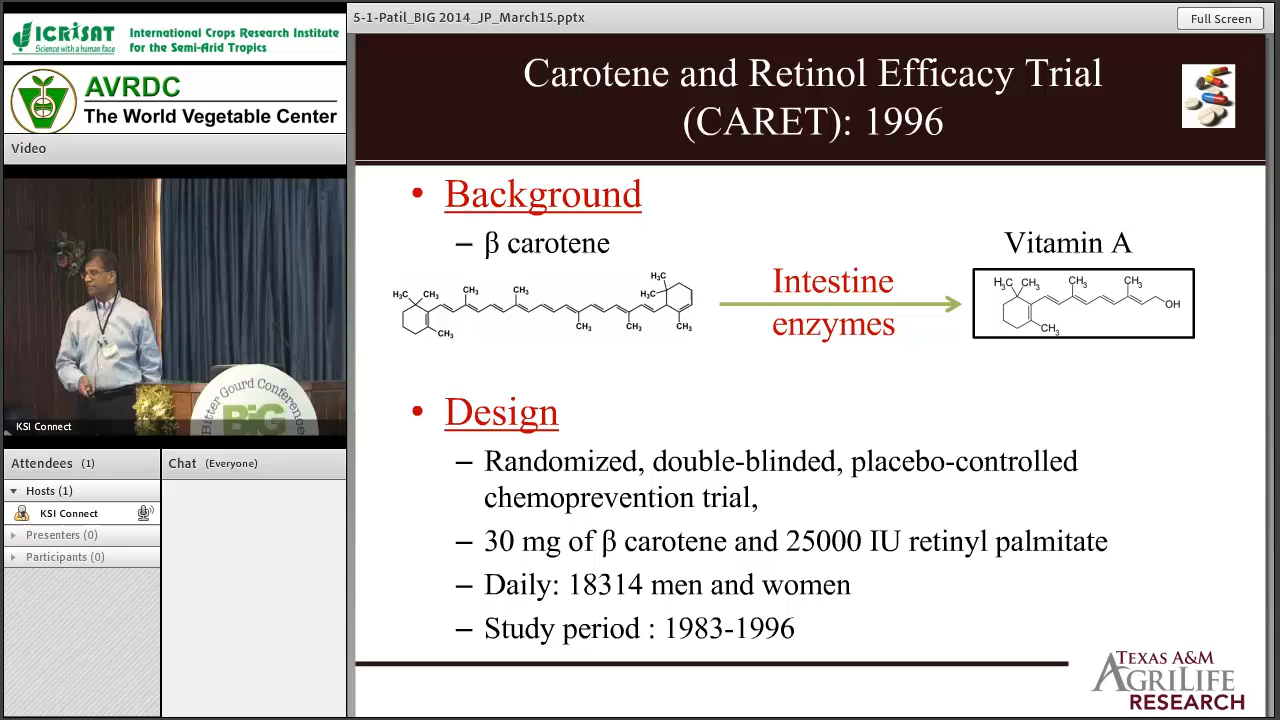 5-1-Patil_BIG 2014_JP_March15.pptx
Full Screen
ICRISAT
Science with a human face
International Crops Research Institute
for the Semi-Arid Tropics
AVRDC
The World Vegetable Center
Video
Bitter Gourd Conference
BiG
KSI Connect
Attendees (1)
Hosts (1)
KSI Connect
Presenters (0)
Participants (0)
Chat (Everyone)
Carotene and Retinol Efficacy Trial
(CARET): 1996
• Background
– β carotene
Vitamin A
H₃C
H₃C CH₃ CH₃ CH₃ H₃C
CH₃ CH₃ CH₃ CH₃
Intestine
enzymes
H₃C CH₃ CH₃ CH₃
OH
CH₃
• Design
– Randomized, double-blinded, placebo-controlled
chemoprevention trial,
– 30 mg of β carotene and 25000 IU retinyl palmitate
– Daily: 18314 men and women
– Study period : 1983-1996
TEXAS A&M
AGRILIFE
RESEARCH